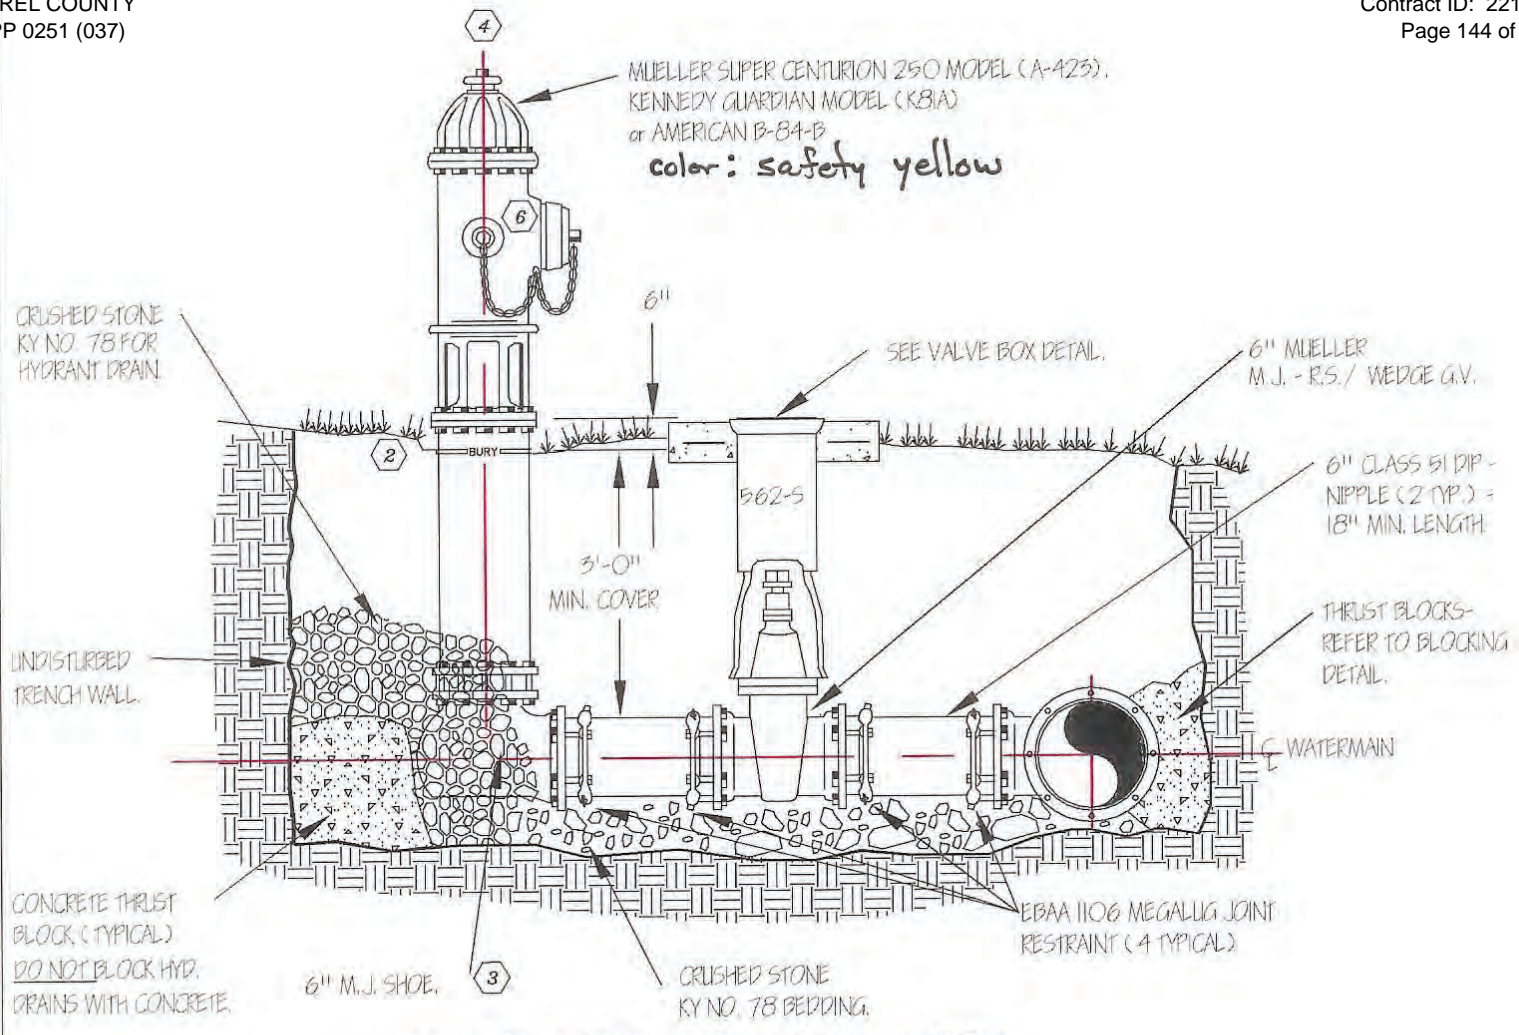 REL COUNTY
PP 0251 (037)
Contract ID: 221
Page 144 of
4
MUELLER SUPER CENTURION 250 MODEL (A-423),
KENNEDY GUARDIAN MODEL (K81A)
or AMERICAN B-84-B
color: safety yellow
6
6"
CRUSHED STONE
KY NO. 78 FOR
HYDRANT DRAIN.
SEE VALVE BOX DETAIL.
6" MUELLER
M.J. - R.S./ WEDGE G.V.
2
BURY
562-S
6" CLASS 51 DIP -
NIPPLE (2 TYP.) =
18" MIN. LENGTH.
3'-0"
MIN. COVER
THRUST BLOCKS-
REFER TO BLOCKING
DETAIL.
UNDISTURBED
TRENCH WALL.
℄ WATERMAIN
CONCRETE THRUST
BLOCK (TYPICAL)
DO NOT BLOCK HYD.
DRAINS WITH CONCRETE.
6" M.J. SHOE.
3
CRUSHED STONE
KY NO. 78 BEDDING.
EBAA 1106 MEGALUG JOINT
RESTRAINT (4 TYPICAL)